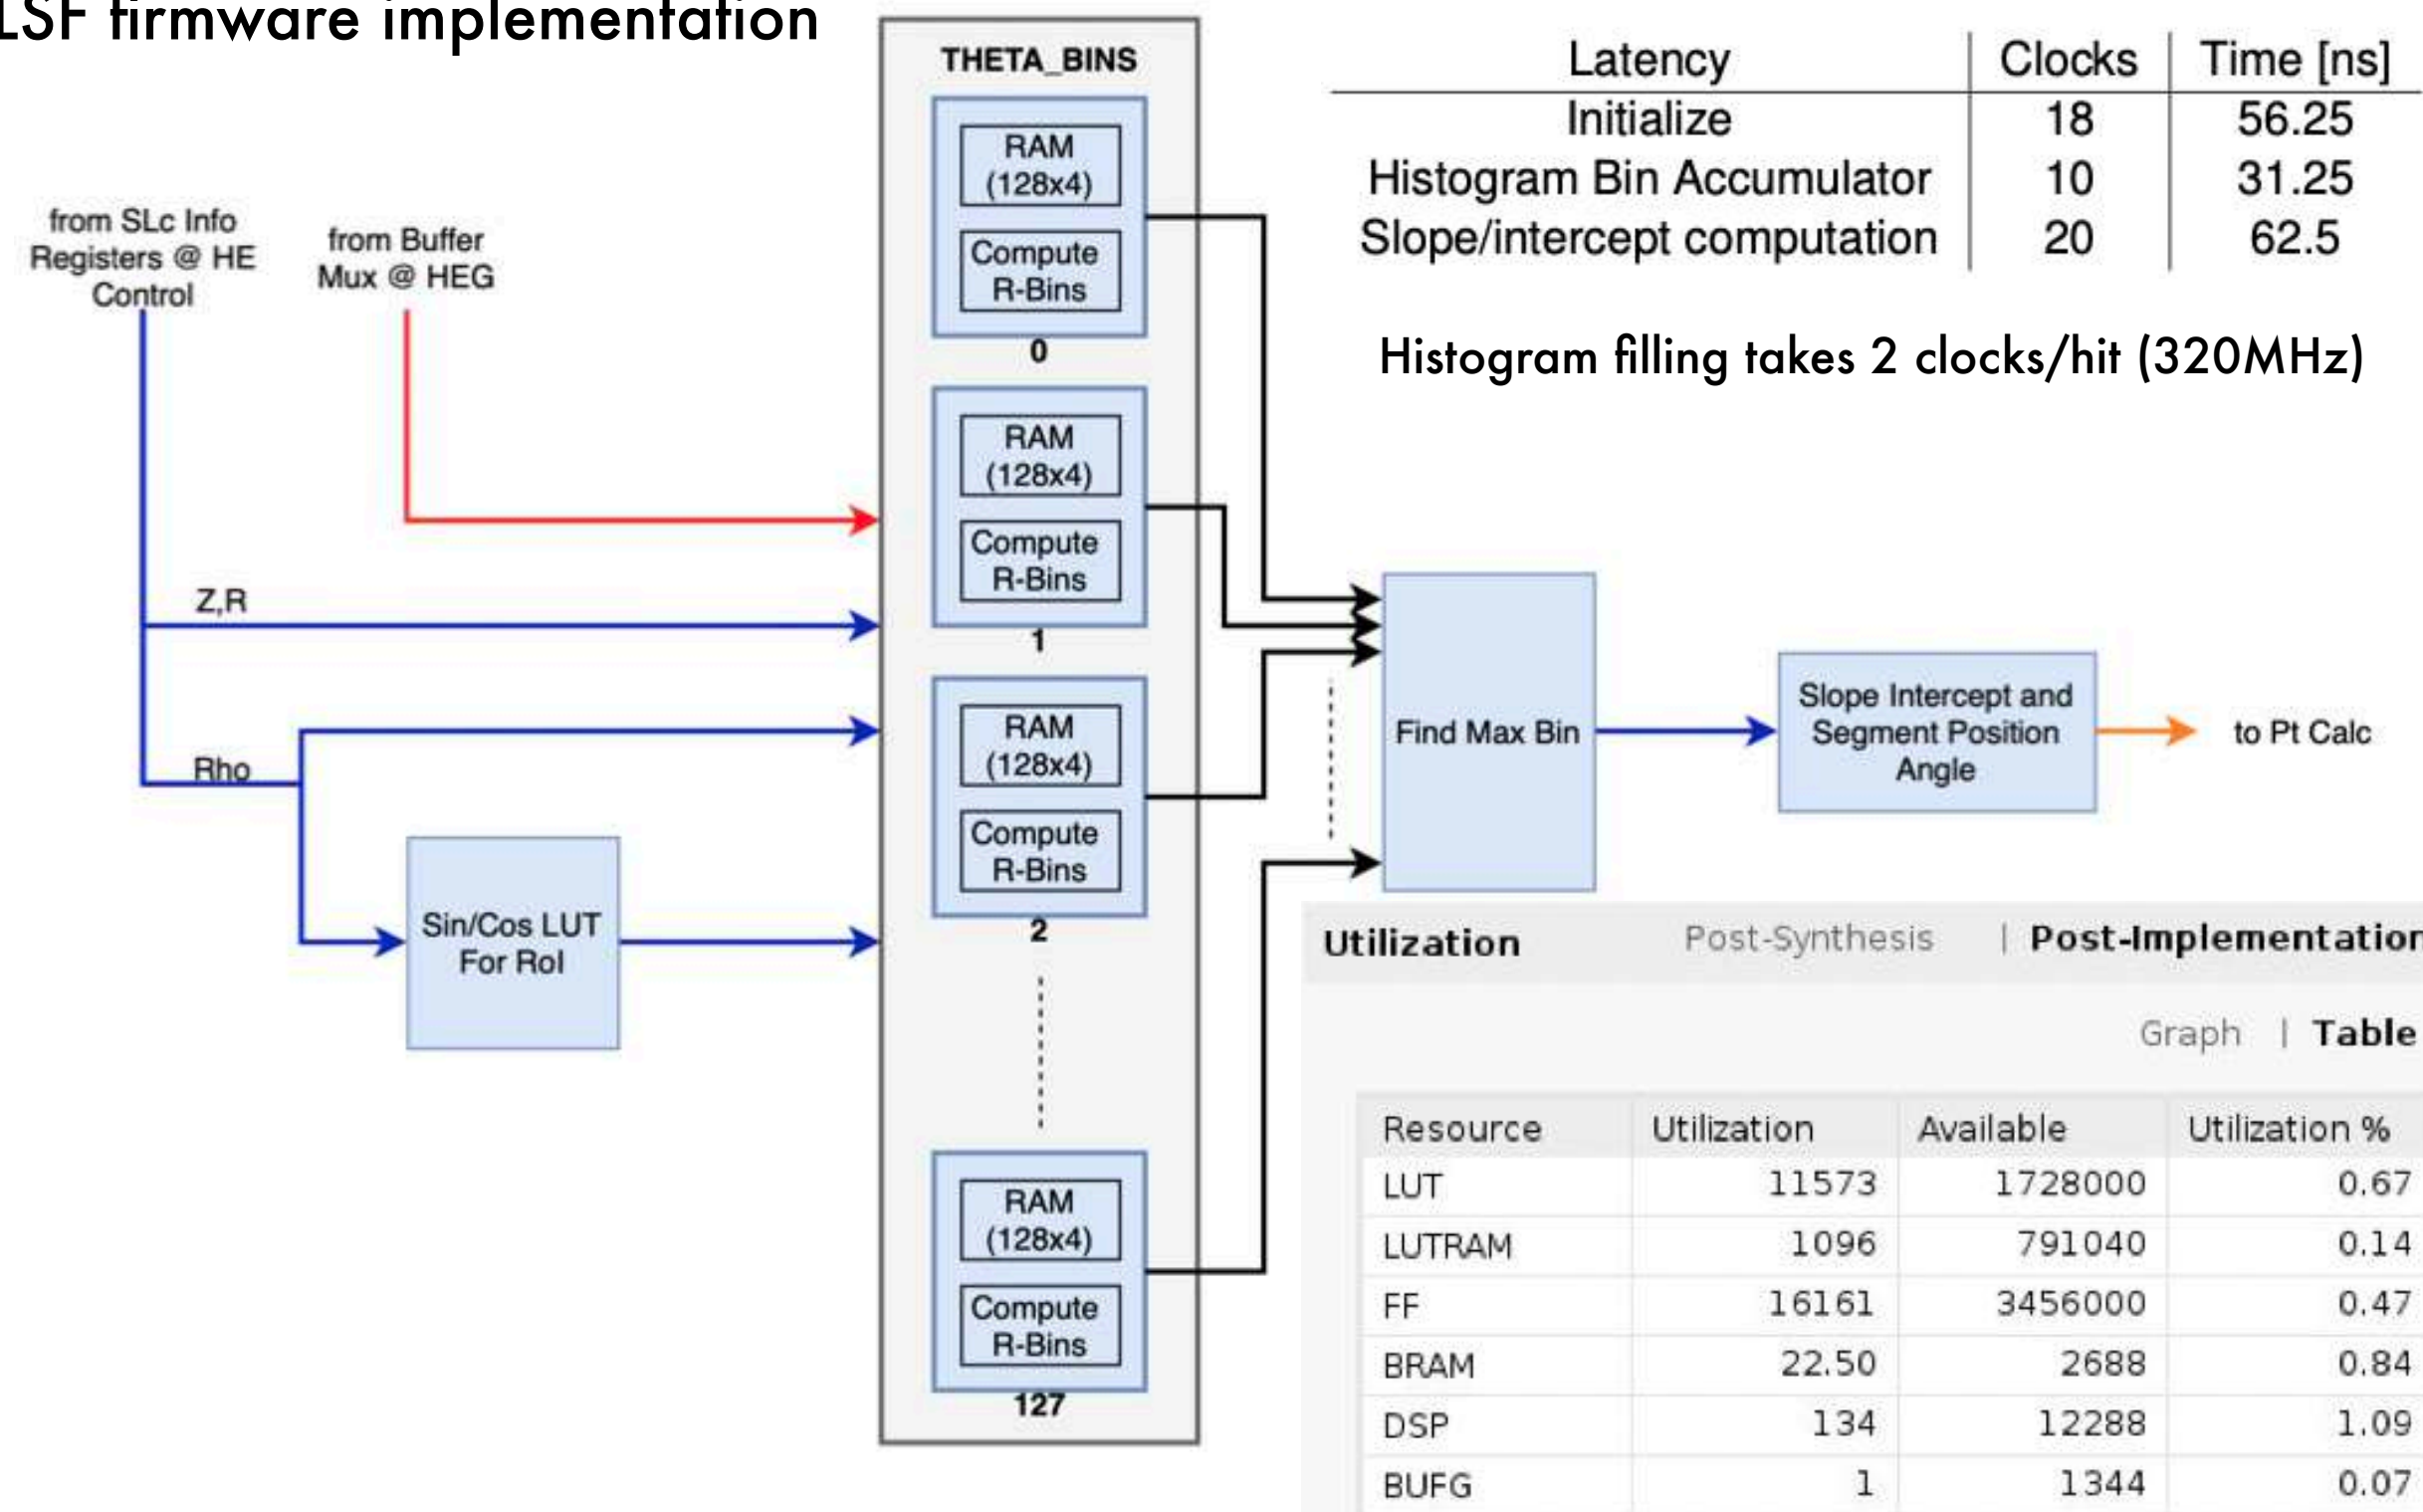 LSF firmware implementation
from SLc Info
Registers @ HE
Control
from Buffer
Mux @ HEG
Z,R
Rho
Sin/Cos LUT
For RoI
THETA_BINS
RAM
(128x4)
Compute
R-Bins
0
RAM
(128x4)
Compute
R-Bins
1
RAM
(128x4)
Compute
R-Bins
2
RAM
(128x4)
Compute
R-Bins
127
Find Max Bin
Slope Intercept and
Segment Position
Angle
to Pt Calc
Latency Clocks Time [ns]
Initialize 18 56.25
Histogram Bin Accumulator 10 31.25
Slope/intercept computation 20 62.5
Histogram filling takes 2 clocks/hit (320MHz)
Utilization Post-Synthesis | Post-Implementation
Graph | Table
Resource Utilization Available Utilization %
LUT 11573 1728000 0.67
LUTRAM 1096 791040 0.14
FF 16161 3456000 0.47
BRAM 22.50 2688 0.84
DSP 134 12288 1.09
BUFG 1 1344 0.07